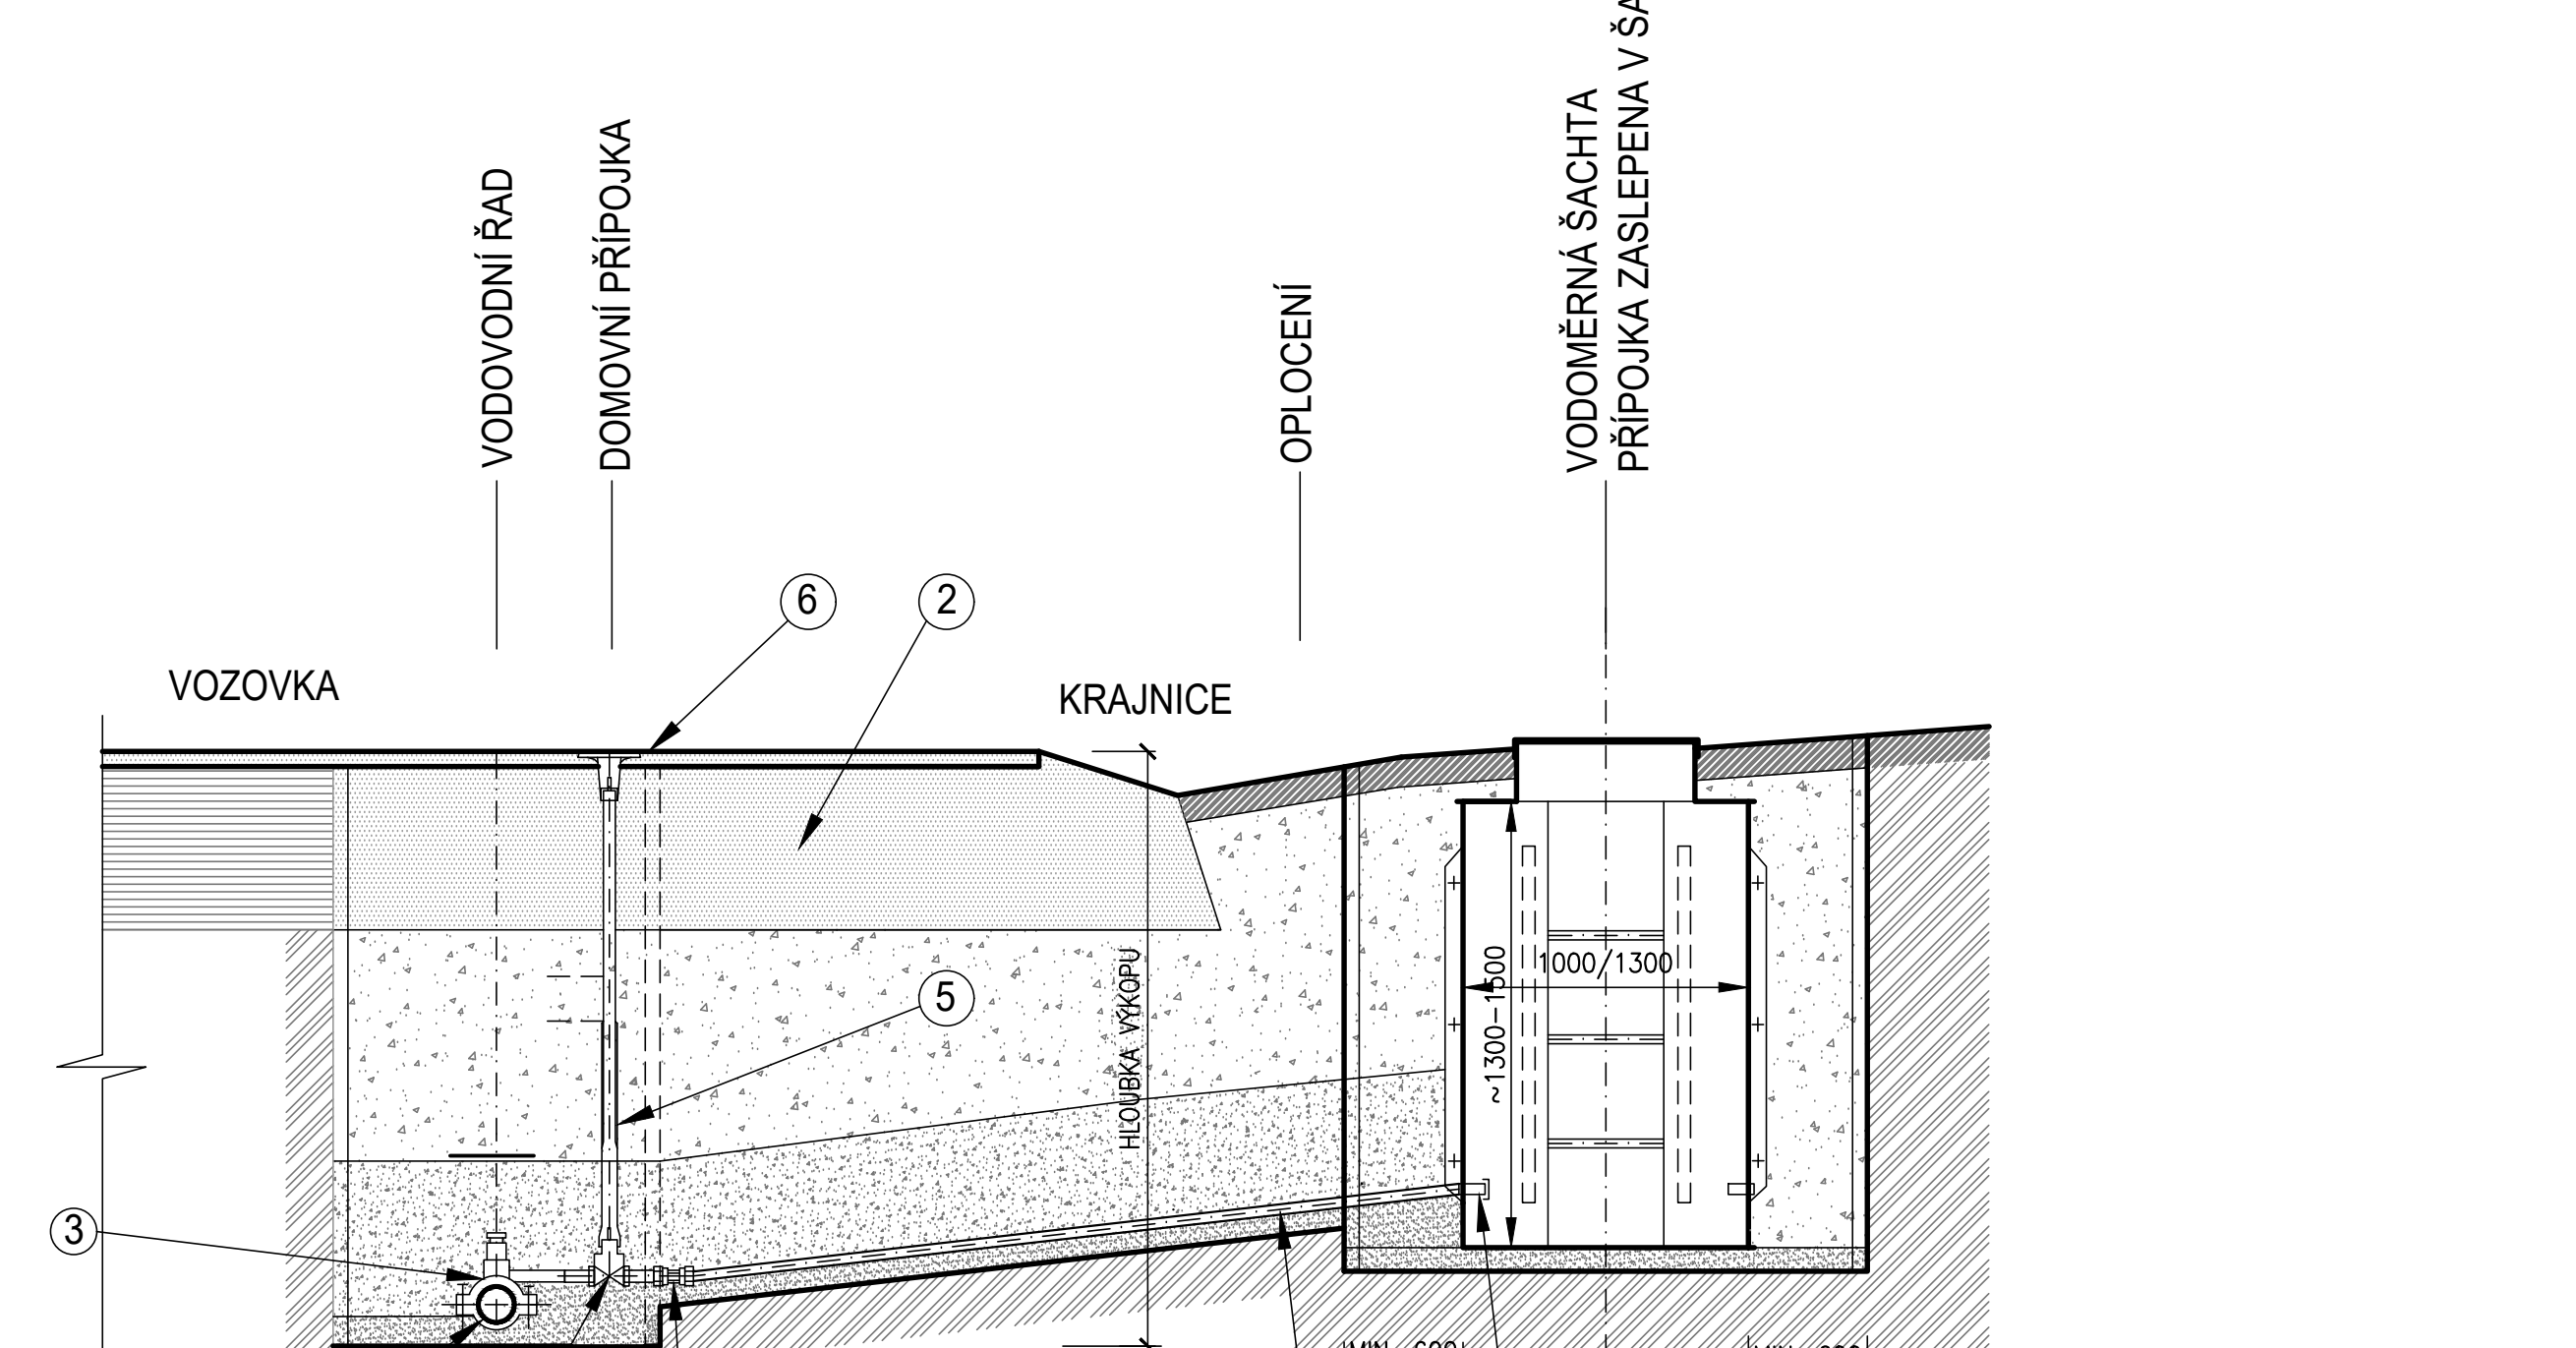 VODOVODNÍ ŘAD
DOMOVNÍ PŘÍPOJKA
OPLOCENÍ
VODOMĚRNÁ ŠACHTA
PŘÍPOJKA ZASLEPENA V
6
2
VOZOVKA
KRAJNICE
HLOUBKA VÝKOPU
5
1000/1300
~1300-1500
3
MIN.